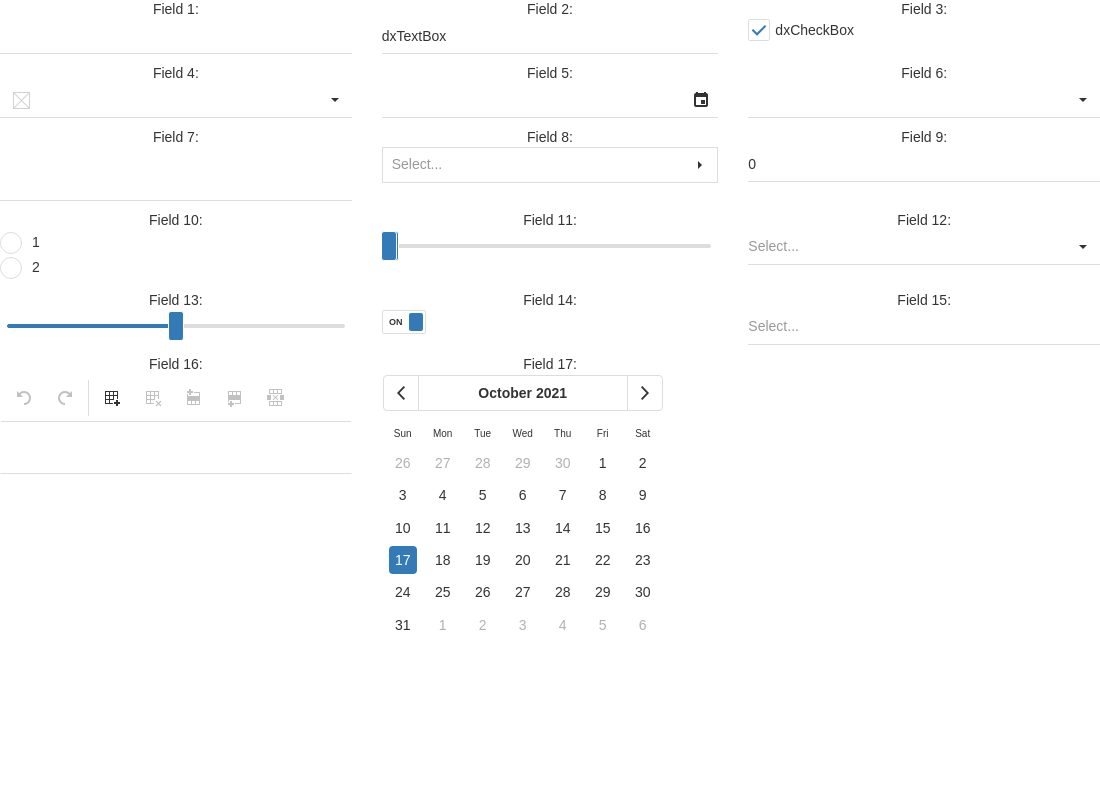 Field 1:
Field 2:
Field 3:
dxTextBox
dxCheckBox
Field 4:
Field 5:
Field 6:
Field 7:
Field 8:
Field 9:
Select...
0
Field 10:
Field 11:
Field 12:
1
Select...
2
Field 13:
Field 14:
Field 15:
ON
Select...
Field 16:
Field 17:
October 2021
Sun Mon Tue Wed Thu Fri Sat
26 27 28 29 30 1 2
3 4 5 6 7 8 9
10 11 12 13 14 15 16
17 18 19 20 21 22 23
24 25 26 27 28 29 30
31 1 2 3 4 5 6